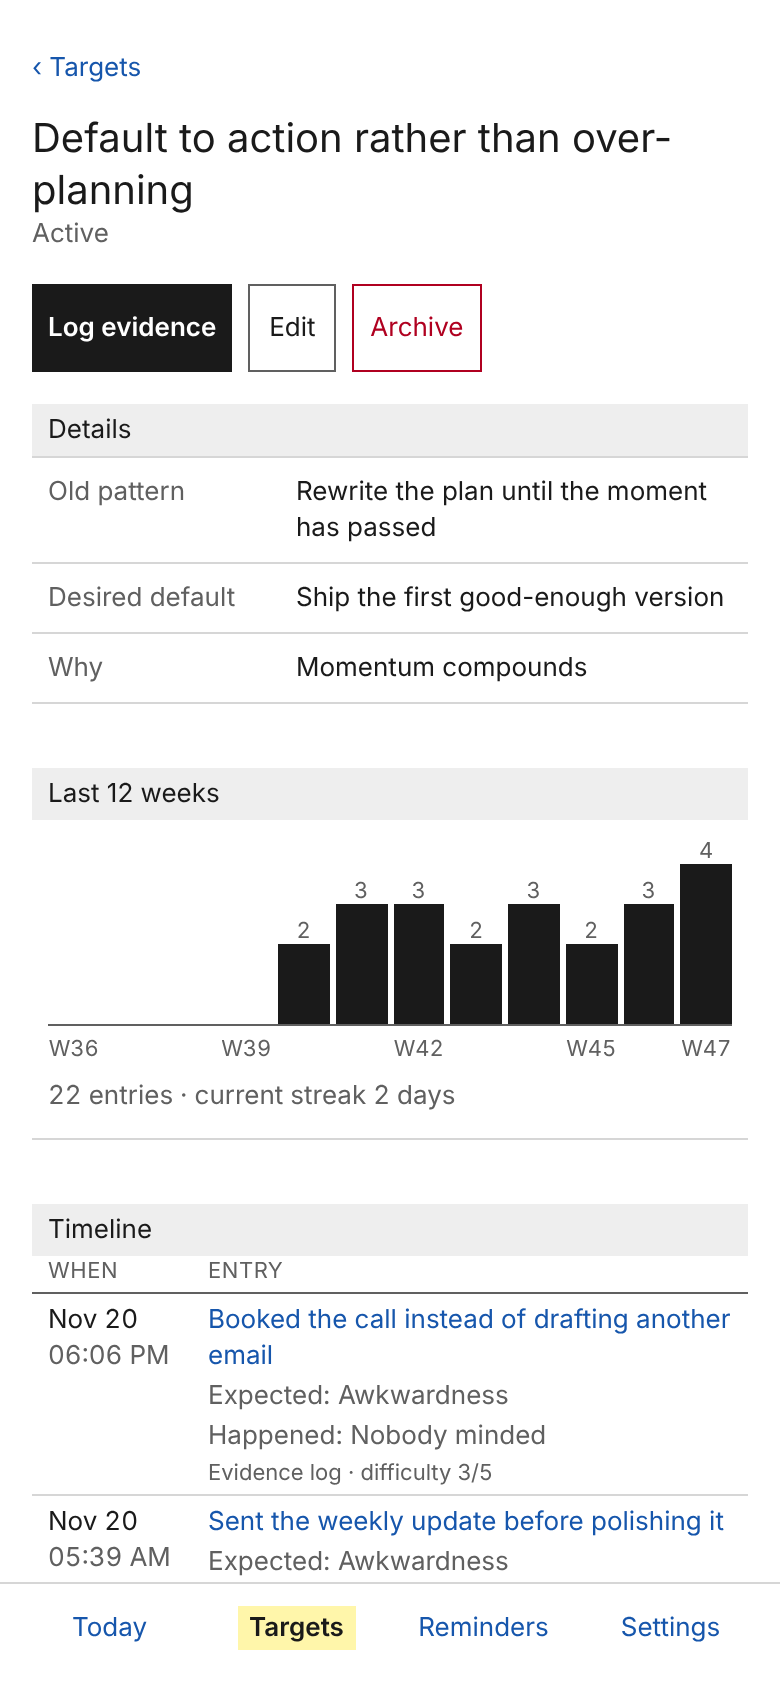 ‹ Targets
Default to action rather than over-
planning
Active
Log evidence Edit Archive
Details
Old pattern Rewrite the plan until the moment
has passed
Desired default Ship the first good-enough version
Why Momentum compounds
Last 12 weeks
2 3 3 2 3 2 3 4
W36 W39 W42 W45 W47
22 entries · current streak 2 days
Timeline
WHEN ENTRY
Nov 20 Booked the call instead of drafting another
06:06 PM email
Expected: Awkwardness
Happened: Nobody minded
Evidence log · difficulty 3/5
Nov 20 Sent the weekly update before polishing it
05:39 AM Expected: Awkwardness
Today Targets Reminders Settings